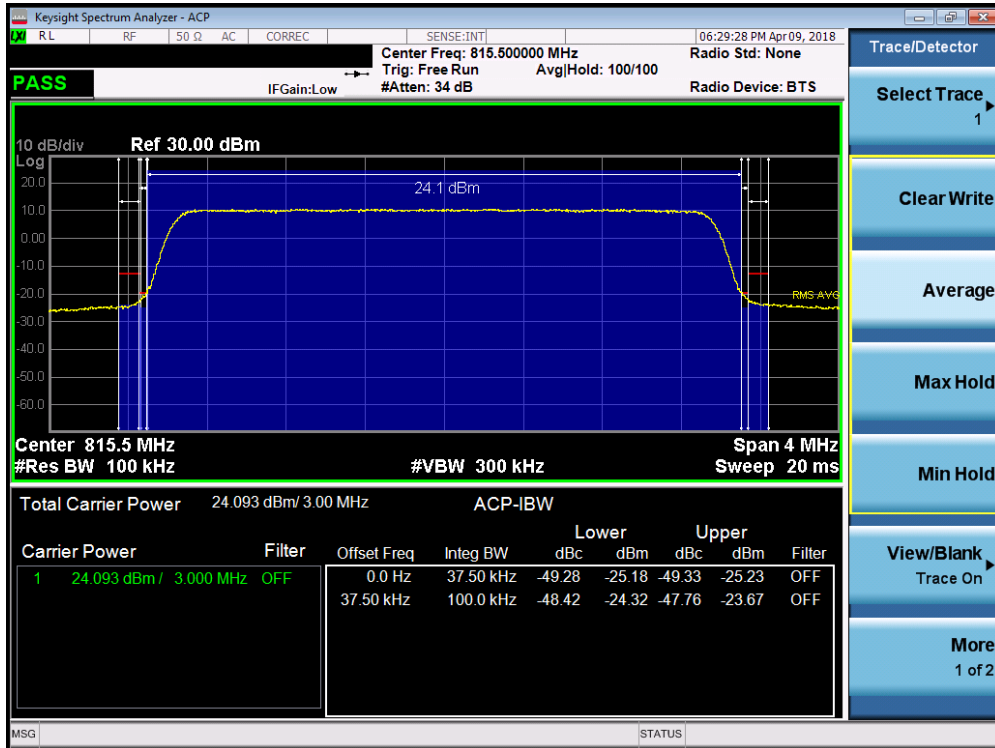 Keysight Spectrum Analyzer - ACP
LXI RL RF 50 Ω AC CORREC SENSE:INT 06:29:28 PM Apr 09, 2018
Center Freq: 815.500000 MHz Radio Std: None
Trig: Free Run Avg|Hold: 100/100
PASS IFGain:Low #Atten: 34 dB Radio Device: BTS
10 dB/div Ref 30.00 dBm
Log
20.0
24.1 dBm
10.0
0.00
-10.0
-20.0
RMS AVG
-30.0
-40.0
-50.0
-60.0
Center 815.5 MHz Span 4 MHz
#Res BW 100 kHz #VBW 300 kHz Sweep 20 ms
Total Carrier Power 24.093 dBm/ 3.00 MHz ACP-IBW
Lower Upper
Carrier Power Filter Offset Freq Integ BW dBc dBm dBc dBm Filter
1 24.093 dBm / 3.000 MHz OFF 0.0 Hz 37.50 kHz -49.28 -25.18 -49.33 -25.23 OFF
37.50 kHz 100.0 kHz -48.42 -24.32 -47.76 -23.67 OFF
MSG STATUS
Trace/Detector
Select Trace
1
Clear Write
Average
Max Hold
Min Hold
View/Blank
Trace On
More
1 of 2